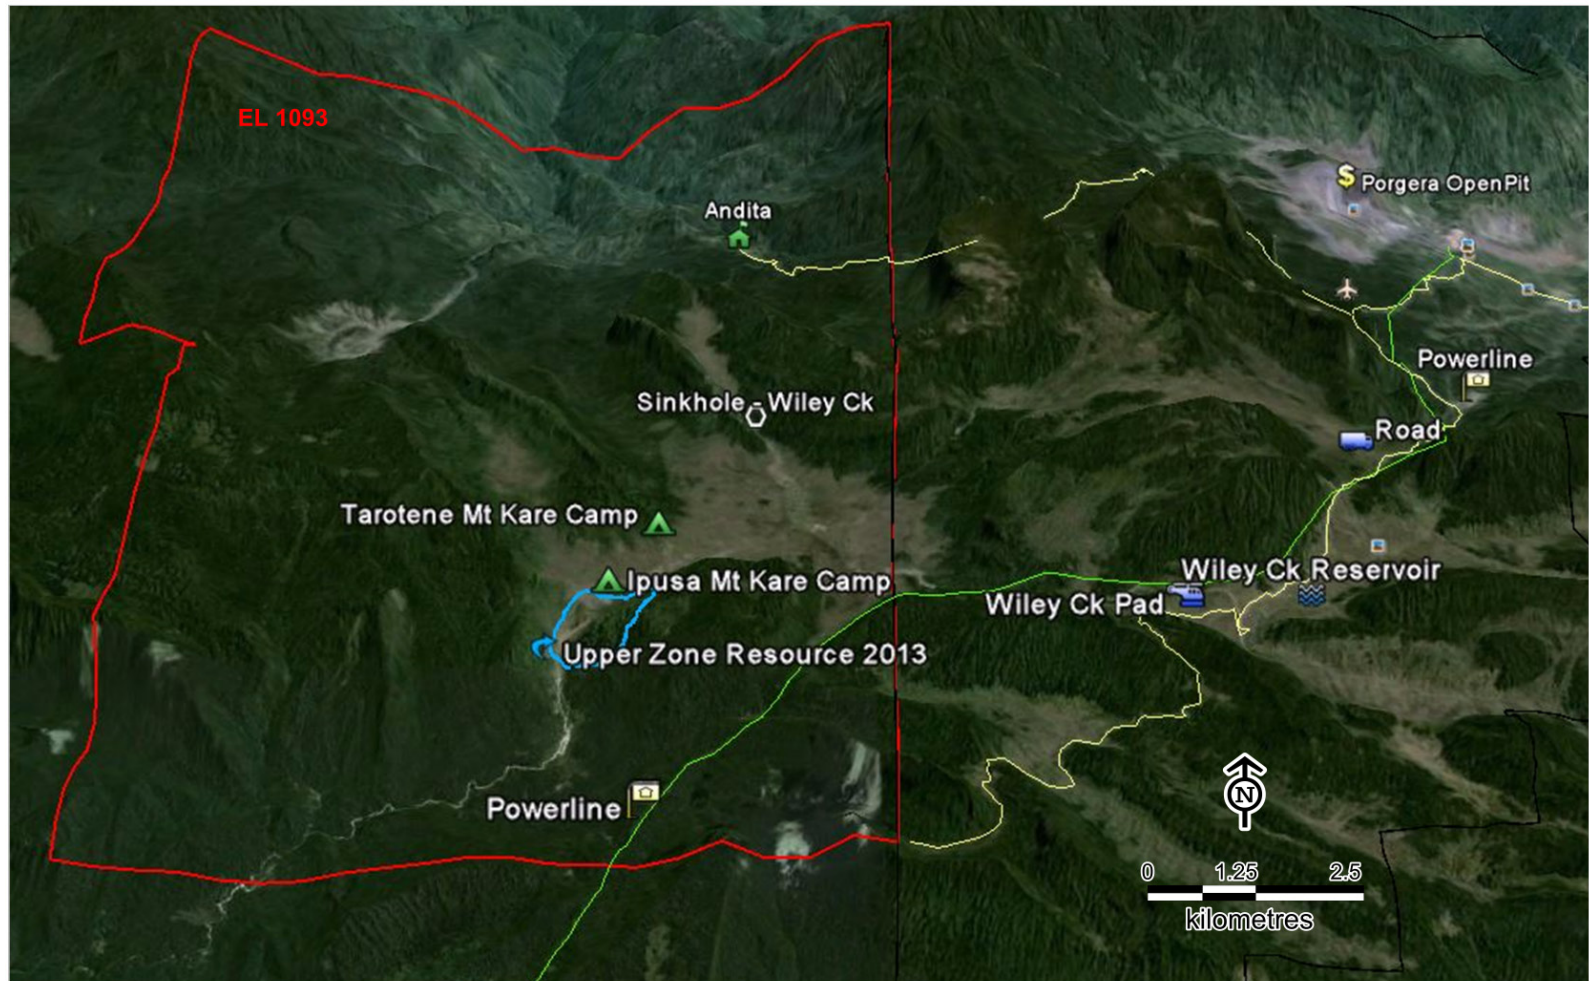 EL 1093
$ Porgera OpenPit
Andita
Powerline
Sinkhole - Wiley Ck
Road
Tarotene Mt Kare Camp
Ipusa Mt Kare Camp
Wiley Ck Reservoir
Wiley Ck Pad
Upper Zone Resource 2013
Powerline
N
0 1.25 2.5
kilometres